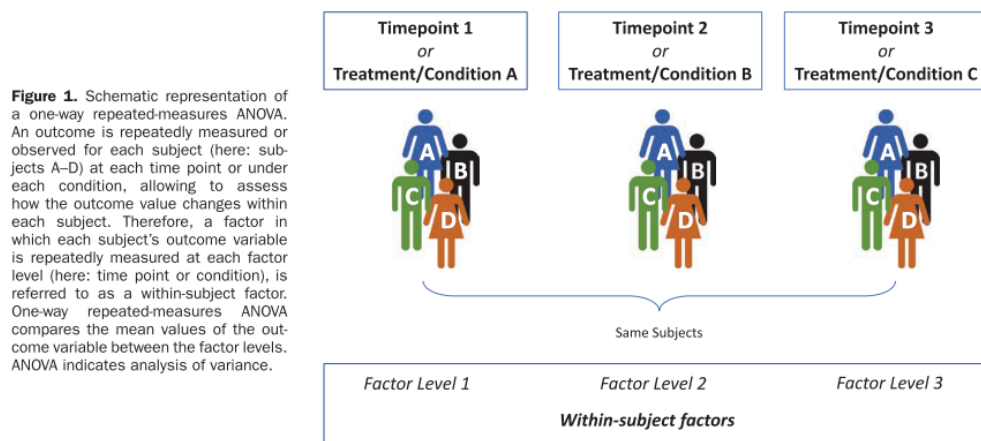 Figure 1. Schematic representation of
a one-way repeated-measures ANOVA.
An outcome is repeatedly measured or
observed for each subject (here: sub-
jects A–D) at each time point or under
each condition, allowing to assess
how the outcome value changes within
each subject. Therefore, a factor in
which each subject's outcome variable
is repeatedly measured at each factor
level (here: time point or condition), is
referred to as a within-subject factor.
One-way repeated-measures ANOVA
compares the mean values of the out-
come variable between the factor levels.
ANOVA indicates analysis of variance.
Timepoint 1
or
Treatment/Condition A
Timepoint 2
or
Treatment/Condition B
Timepoint 3
or
Treatment/Condition C
A
B
C
D
A
B
C
D
A
B
C
D
Same Subjects
Factor Level 1
Factor Level 2
Factor Level 3
Within-subject factors